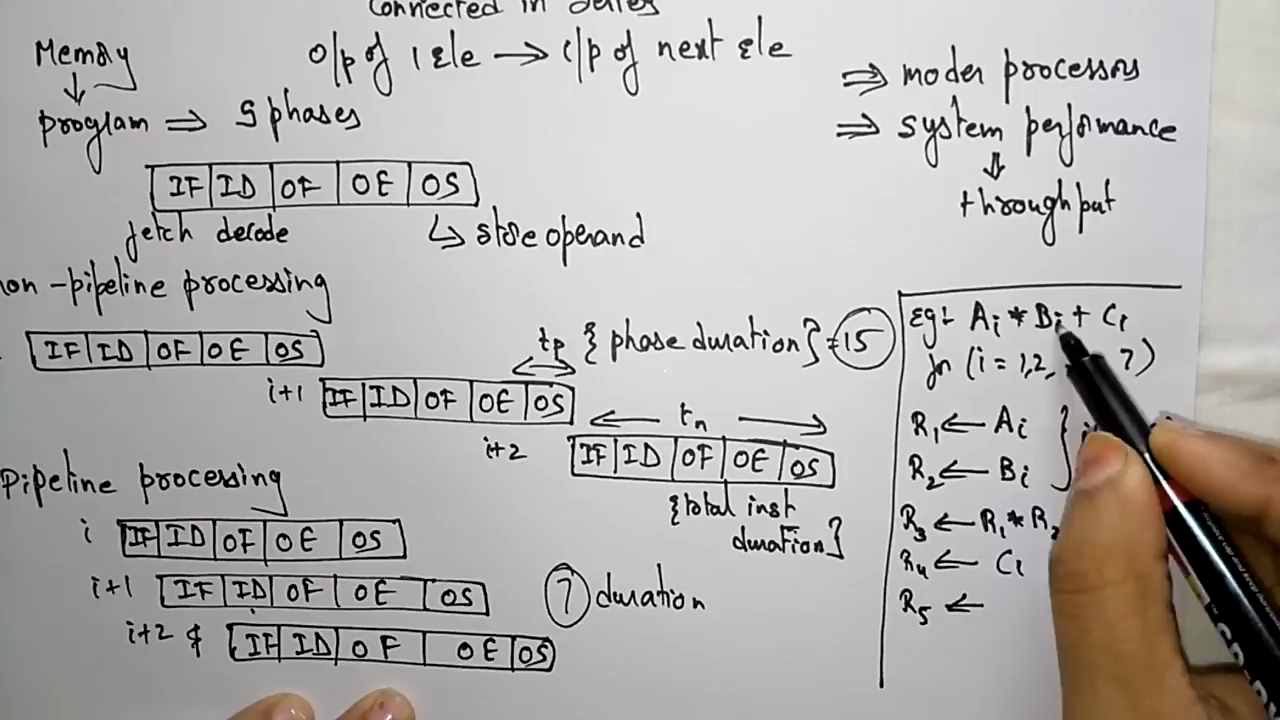 connected in series
Memory
O/p of 1 ele → i/p of next ele
program ⇒ 5 phases
IF ID OF OE OS
fetch decode
↳ store operand
non-pipeline processing
IF ID OF OE OS
tp {phase duration} = 15
i+1 IF ID OF OE OS
tn
i+2 IF ID OF OE OS
{total inst
duration}
Pipeline processing
i IF ID OF OE OS
i+1 IF ID OF OE OS
7 duration
i+2 IF ID OF OE OS
⇒ moder processors
⇒ system performance
throughput
Eg:- Ai * Bi + Ci
for (i = 1,2, 7)
R1 ← Ai
R2 ← Bi
R3 ← R1 * R2
R4 ← Ci
R5 ←